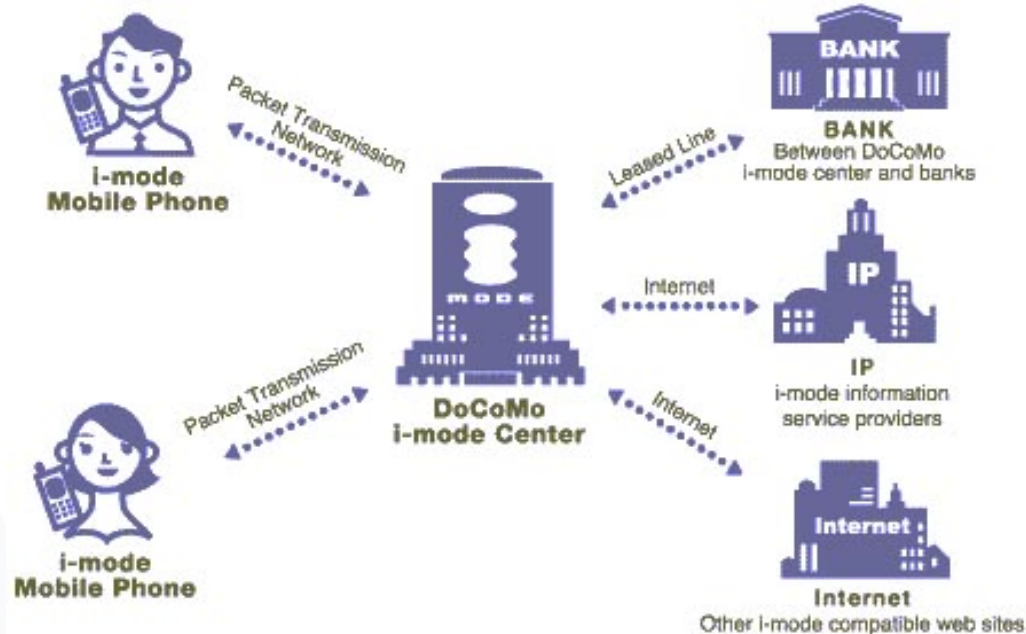 i-mode
Mobile Phone
Packet Transmission
Network
i-mode
Mobile Phone
Packet Transmission
Network
i
MODE
DoCoMo
i-mode Center
Leased Line
BANK
BANK
Between DoCoMo
i-mode center and banks
Internet
IP
IP
i-mode information
service providers
Internet
Internet
Internet
Other i-mode compatible web sites